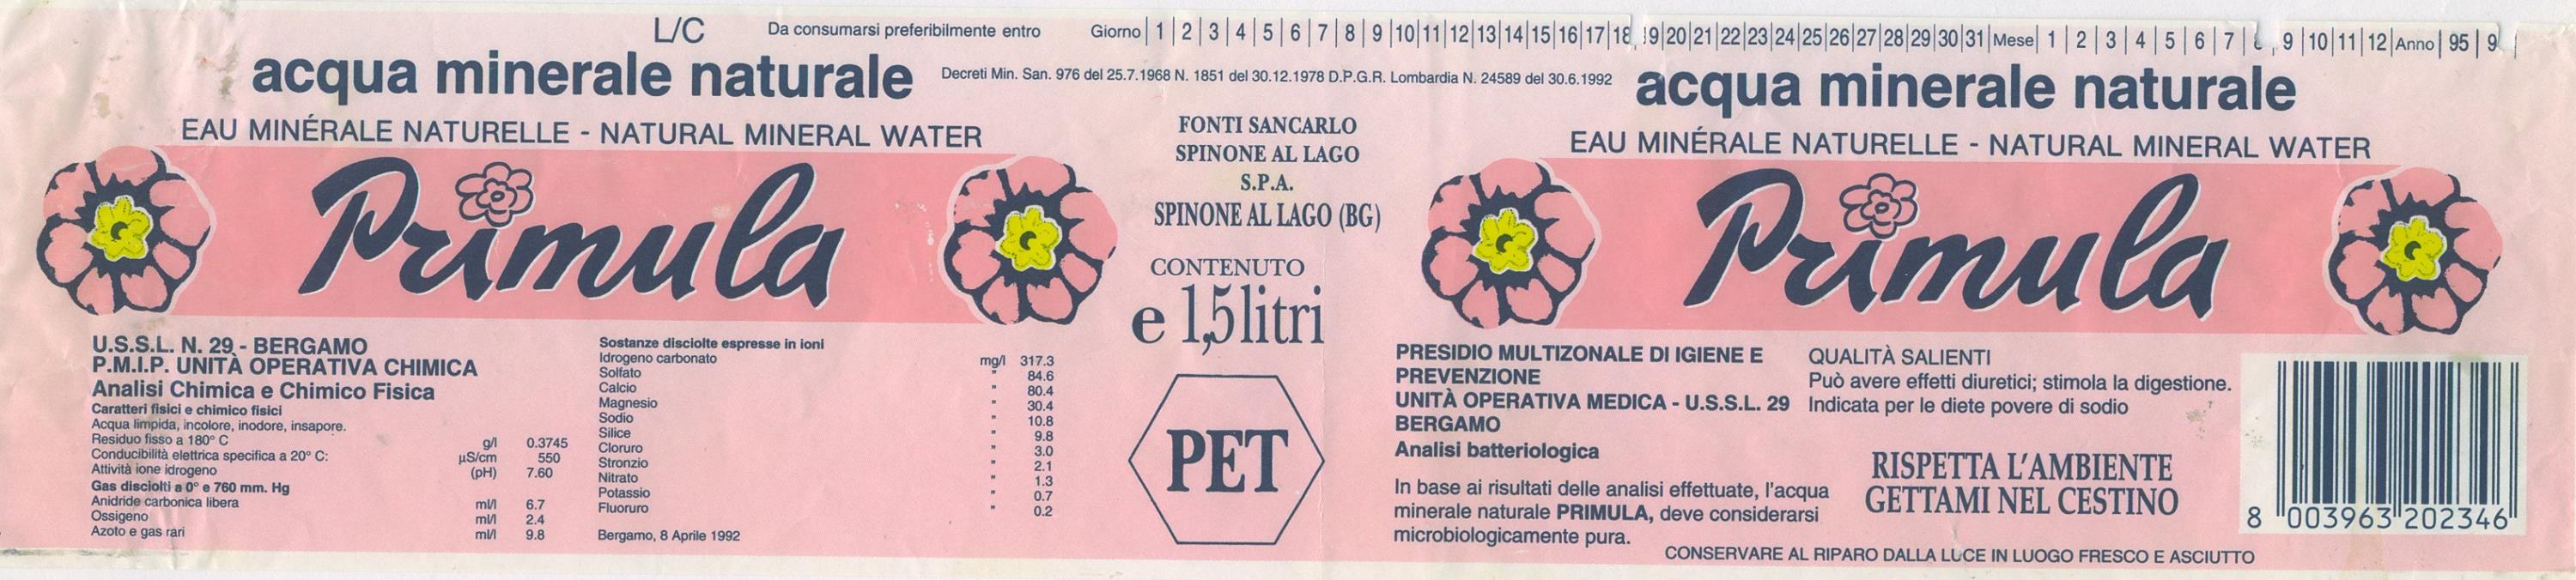 L/C Da consumarsi preferibilmente entro Giorno | 1 | 2 | 3 | 4 | 5 | 6 | 7 | 8 | 9 |10|11|12|13|14|15|16|17|18 19|20|21|22|23|24|25|26|27|28|29|30|31|Mese| 1 | 2 | 3 | 4 | 5 | 6 | 7 | 9 |10|11|12|Anno | 95 |
acqua minerale naturale
EAU MINÉRALE NATURELLE - NATURAL MINERAL WATER
Primula
U.S.S.L. N. 29 - BERGAMO
P.M.I.P. UNITÀ OPERATIVA CHIMICA
Analisi Chimica e Chimico Fisica
Caratteri fisici e chimico fisici
Acqua limpida, incolore, inodore, insapore.
Residuo fisso a 180° C g/l 0.3745
Conducibilità elettrica specifica a 20° C: µS/cm 550
Attività ione idrogeno (pH) 7.60
Gas disciolti a 0° e 760 mm. Hg
Anidride carbonica libera ml/l 6.7
Ossigeno ml/l 2.4
Azoto e gas rari ml/l 9.8
Sostanze disciolte espresse in ioni
Idrogeno carbonato mg/l 317.3
Solfato " 84.6
Calcio " 80.4
Magnesio " 30.4
Sodio " 10.8
Silice " 9.8
Cloruro " 3.0
Stronzio " 2.1
Nitrato " 1.3
Potassio " 0.7
Fluoruro " 0.2
Bergamo, 8 Aprile 1992
Decreti Min. San. 976 del 25.7.1968 N. 1851 del 30.12.1978 D.P.G.R. Lombardia N. 24589 del 30.6.1992
FONTI SANCARLO
SPINONE AL LAGO
S.P.A.
SPINONE AL LAGO (BG)
CONTENUTO
e 1,5 litri
PET
acqua minerale naturale
EAU MINÉRALE NATURELLE - NATURAL MINERAL WATER
Primula
PRESIDIO MULTIZONALE DI IGIENE E
PREVENZIONE
UNITÀ OPERATIVA MEDICA - U.S.S.L. 29
BERGAMO
Analisi batteriologica
In base ai risultati delle analisi effettuate, l'acqua
minerale naturale PRIMULA, deve considerarsi
microbiologicamente pura.
QUALITÀ SALIENTI
Può avere effetti diuretici; stimola la digestione.
Indicata per le diete povere di sodio
RISPETTA L'AMBIENTE
GETTAMI NEL CESTINO
8 003963 202346
CONSERVARE AL RIPARO DALLA LUCE IN LUOGO FRESCO E ASCIUTTO